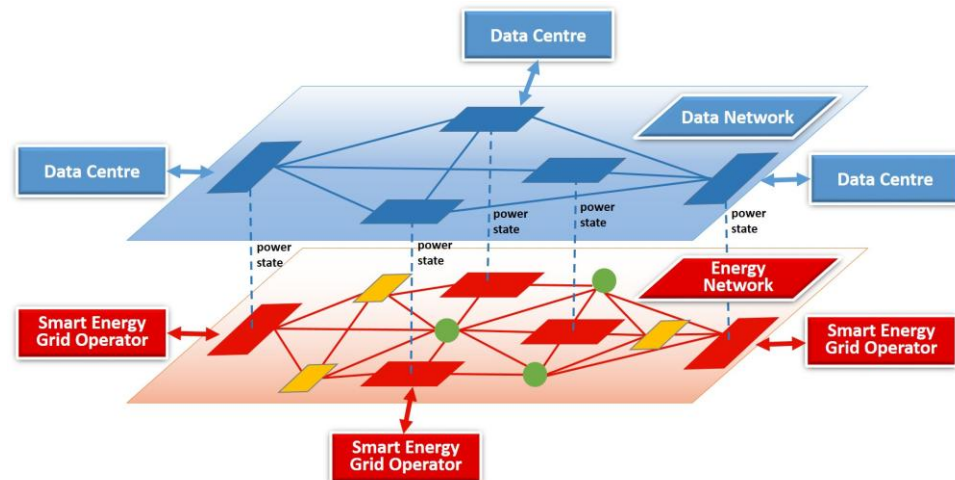 Data Centre
Data Network
Data Centre
Data Centre
power
state
power
state
power
state
power
state
power
state
Energy
Network
Smart Energy
Grid Operator
Smart Energy
Grid Operator
Smart Energy
Grid Operator